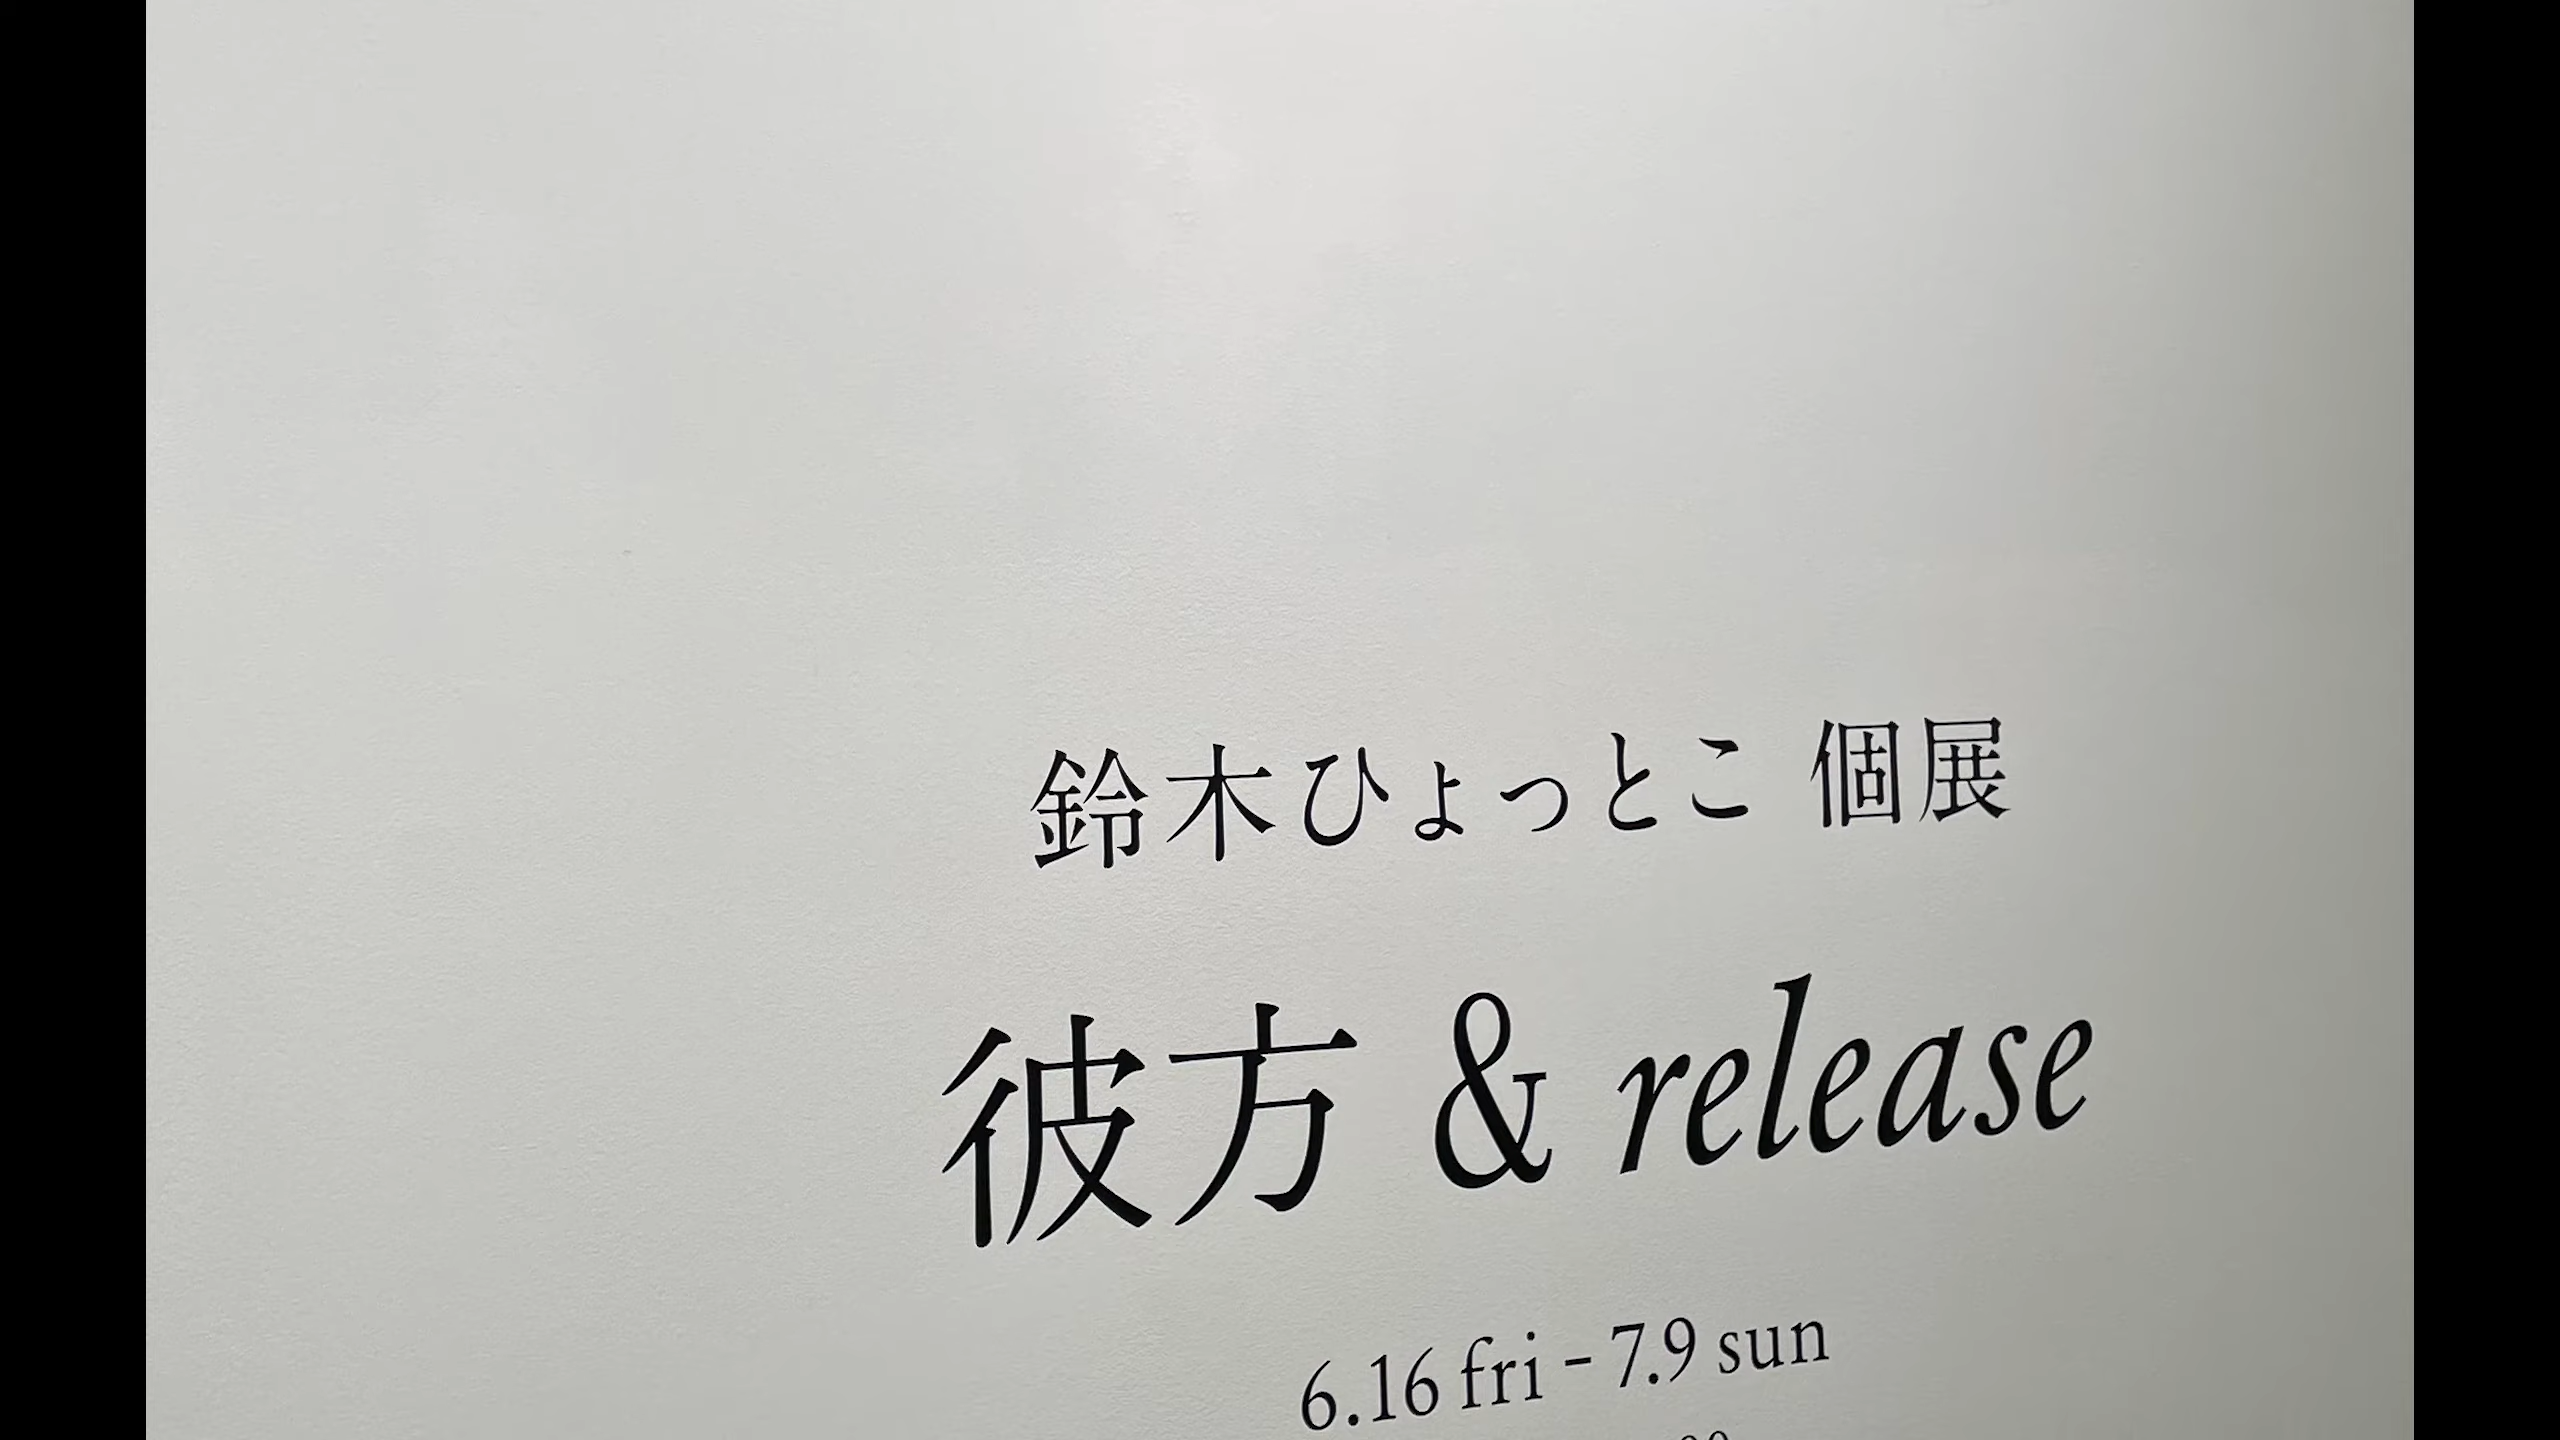 鈴木ひょっとこ 個展
彼方 & release
6.16 fri - 7.9 sun